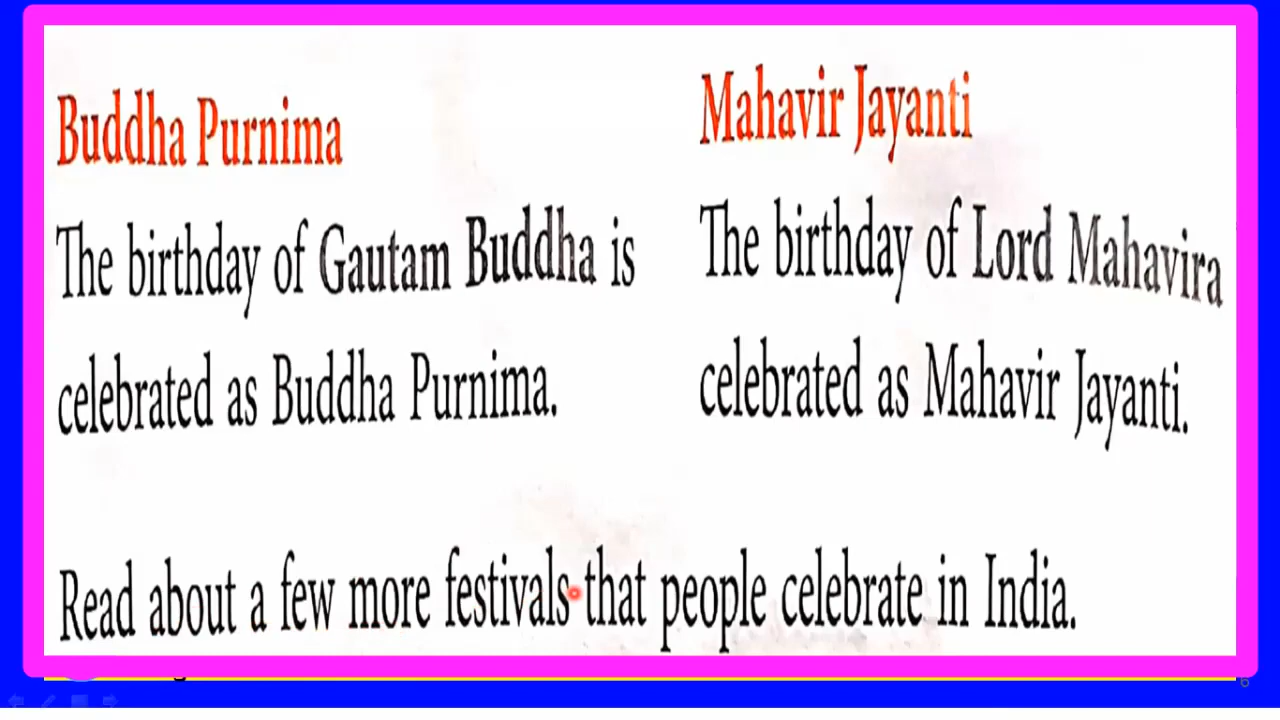 Buddha Purnima
The birthday of Gautam Buddha is
celebrated as Buddha Purnima.
Mahavir Jayanti
The birthday of Lord Mahavira
celebrated as Mahavir Jayanti.
Read about a few more festivals that people celebrate in India.
6